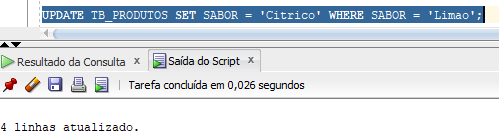 UPDATE TB_PRODUTOS SET SABOR = 'Citrico' WHERE SABOR = 'Limao';
Resultado da Consulta x Saída do Script x
Tarefa concluída em 0,026 segundos
4 linhas atualizado.